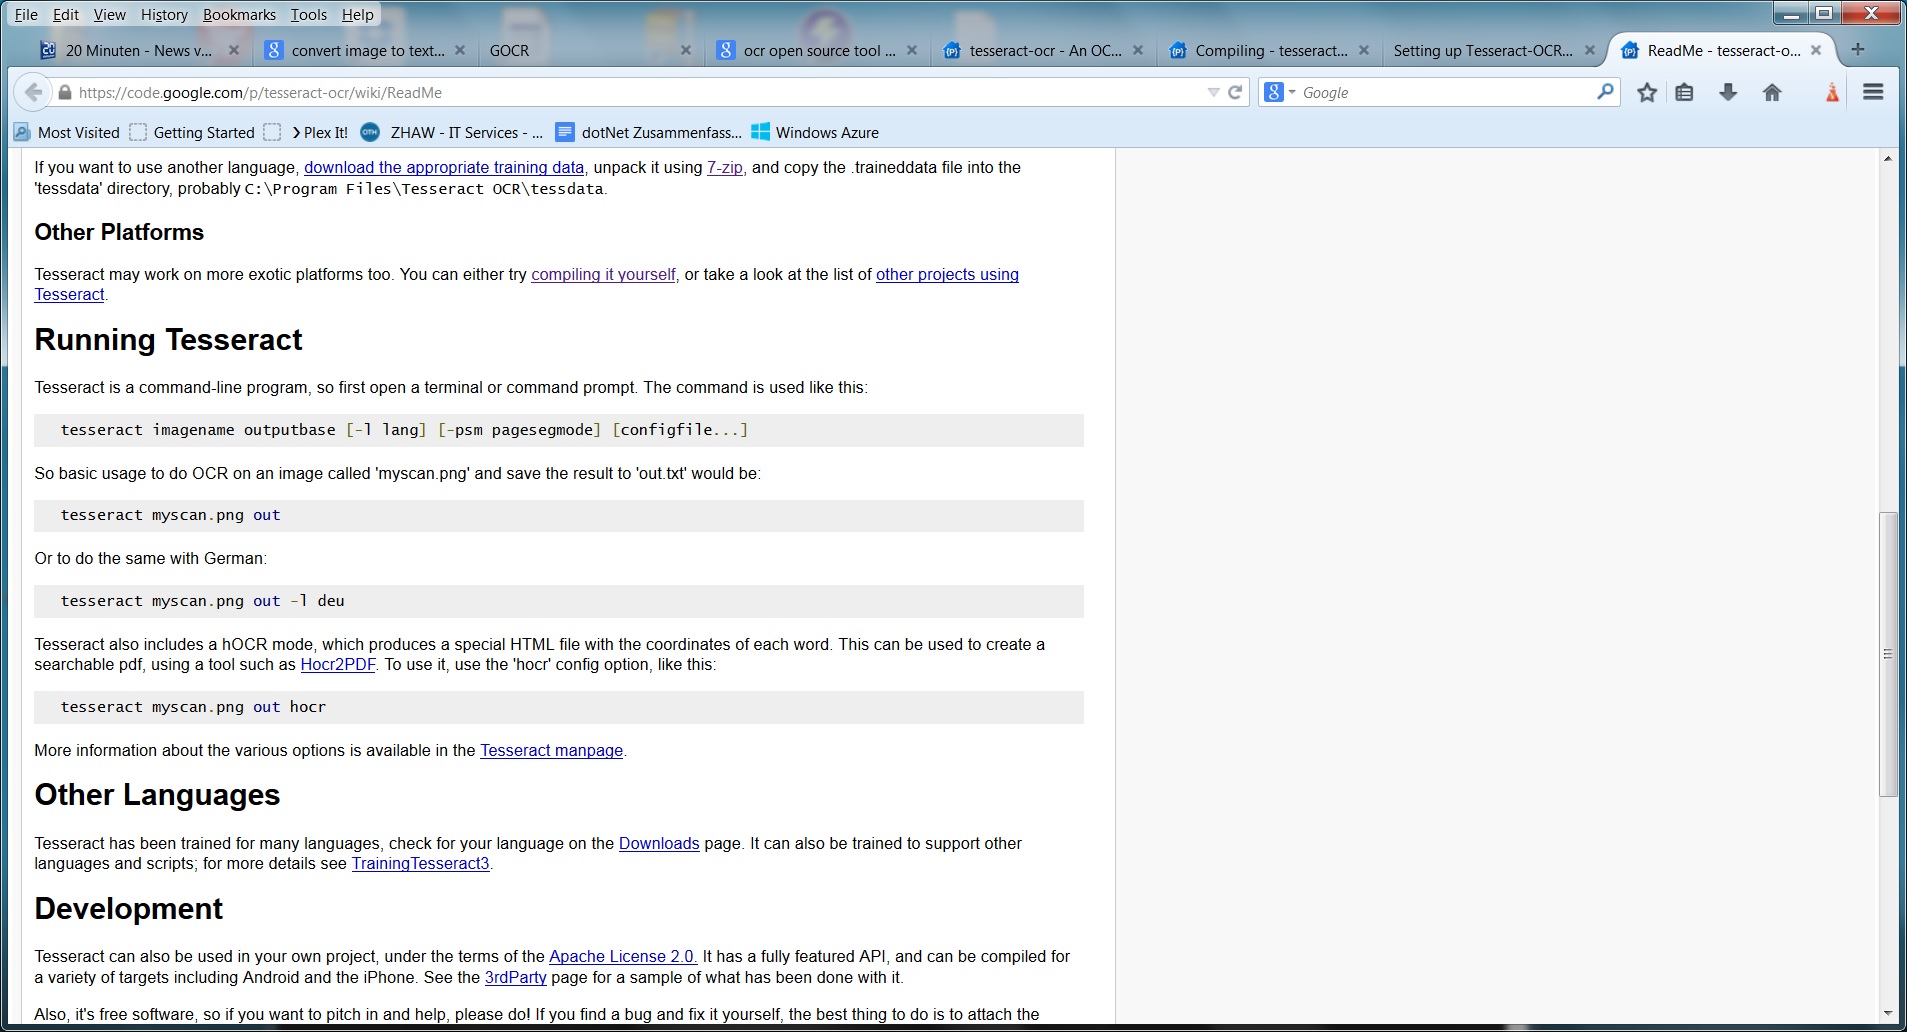 File Edit View History Bookmarks Tools Help
20 Minuten - News v... convert image to text... GOCR ocr open source tool ... tesseract-ocr - An OC... Compiling - tesseract... Setting up Tesseract-OCR... ReadMe - tesseract-o...
https://code.google.com/p/tesseract-ocr/wiki/ReadMe Google
Most Visited Getting Started Plex It! ZHAW - IT Services - ... dotNet Zusammenfass... Windows Azure
If you want to use another language, download the appropriate training data, unpack it using 7-zip, and copy the .traineddata file into the
'tessdata' directory, probably C:\Program Files\Tesseract OCR\tessdata.
Other Platforms
Tesseract may work on more exotic platforms too. You can either try compiling it yourself, or take a look at the list of other projects using
Tesseract.
Running Tesseract
Tesseract is a command-line program, so first open a terminal or command prompt. The command is used like this:
tesseract imagename outputbase [-l lang] [-psm pagesegmode] [configfile...]
So basic usage to do OCR on an image called 'myscan.png' and save the result to 'out.txt' would be:
tesseract myscan.png out
Or to do the same with German:
tesseract myscan.png out -l deu
Tesseract also includes a hOCR mode, which produces a special HTML file with the coordinates of each word. This can be used to create a
searchable pdf, using a tool such as Hocr2PDF. To use it, use the 'hocr' config option, like this:
tesseract myscan.png out hocr
More information about the various options is available in the Tesseract manpage.
Other Languages
Tesseract has been trained for many languages, check for your language on the Downloads page. It can also be trained to support other
languages and scripts; for more details see TrainingTesseract3.
Development
Tesseract can also be used in your own project, under the terms of the Apache License 2.0. It has a fully featured API, and can be compiled for
a variety of targets including Android and the iPhone. See the 3rdParty page for a sample of what has been done with it.
Also, it's free software, so if you want to pitch in and help, please do! If you find a bug and fix it yourself, the best thing to do is to attach the